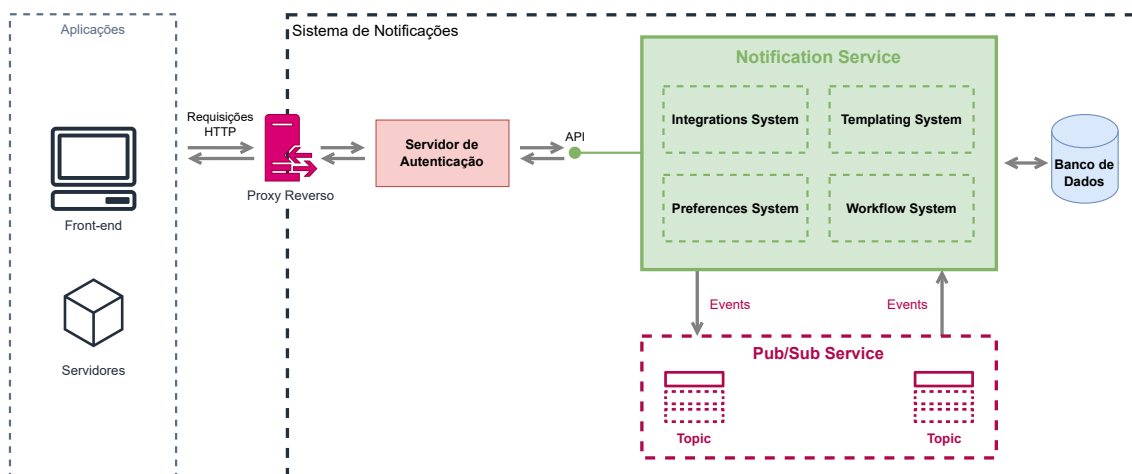 Aplicações
Sistema de Notificações
Front-end
Servidores
Requisições
HTTP
Proxy Reverso
Servidor de
Autenticação
API
Notification Service
Integrations System
Templating System
Preferences System
Workflow System
Banco de
Dados
Events
Events
Pub/Sub Service
Topic
Topic